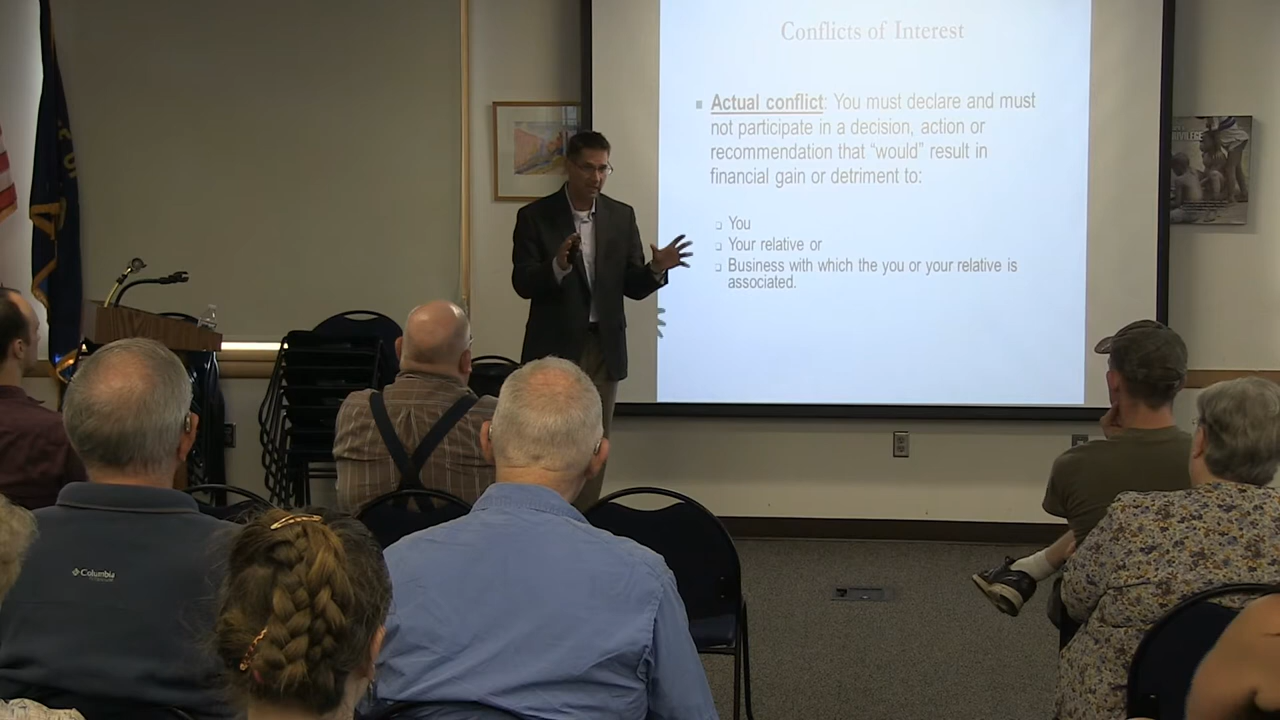 Conflicts of Interest
Actual conflict: You must declare and must
not participate in a decision, action or
recommendation that “would” result in
financial gain or detriment to:
You
Your relative or
Business with which the you or your relative is
associated.
PRIVILEGE
Columbia